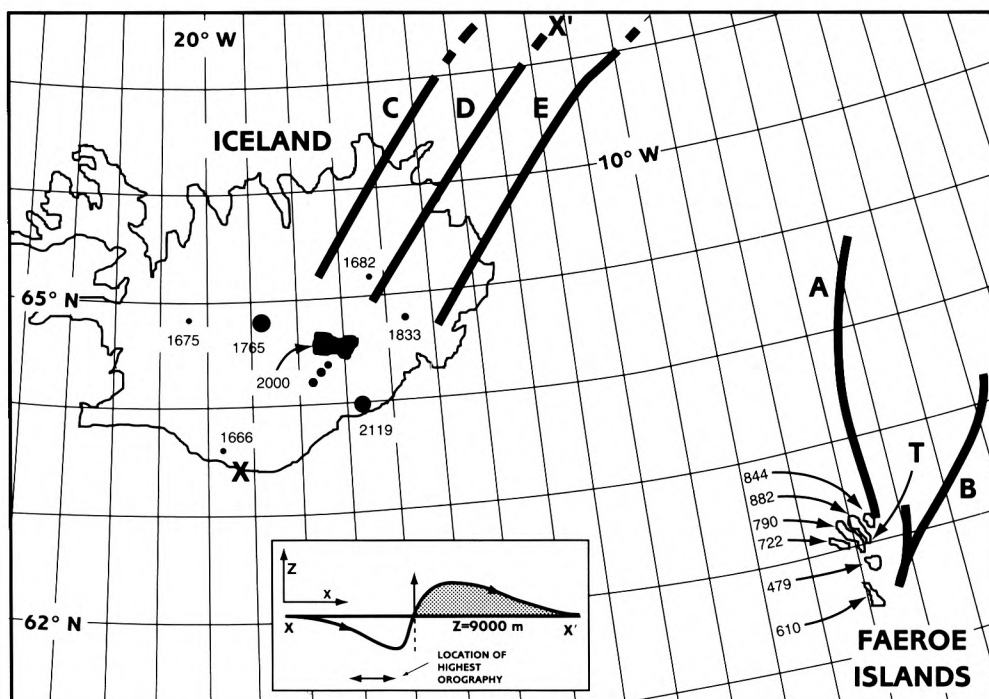 20° W
X'
C
D
E
ICELAND
10° W
1682
A
65° N
1675
1765
1833
2000
2119
1666
X
T
844
B
882
790
722
479
Z
x
X
Z=9000 m
X'
62° N
610
LOCATION OF
HIGHEST
OROGRAPHY
FAEROE
ISLANDS